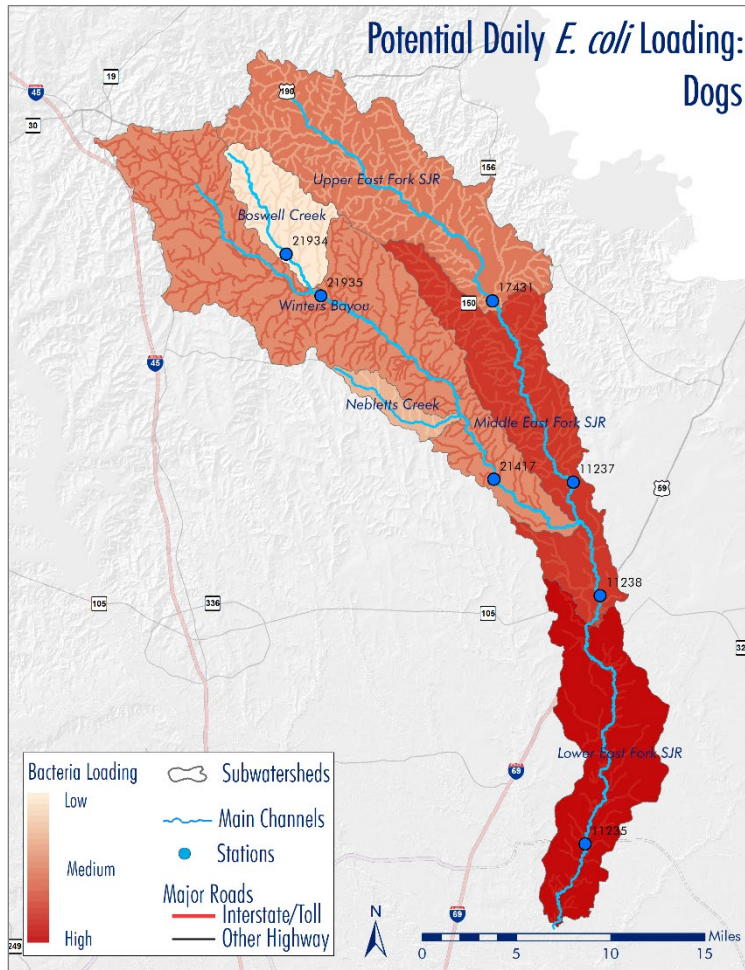 Potential Daily E. coli Loading:
Dogs
19
45
190
30
156
Upper East Fork SJR
Boswell Creek
21934
21935
17431
Winters Bayou
150
45
Nebletts Creek
Middle East Fork SJR
21417
11237
59
11238
105
336
105
32
Lower East Fork SJR
69
11235
69
249
Bacteria Loading
Low
Medium
High
Subwatersheds
Main Channels
Stations
Major Roads
Interstate/Toll
Other Highway
N
Miles
0 5 10 15